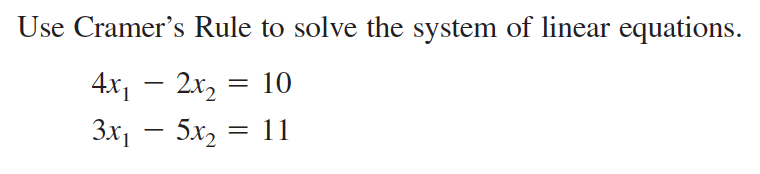 Use Cramer’s Rule to solve the system of linear equations.
4x₁ − 2x₂ = 10
3x₁ − 5x₂ = 11